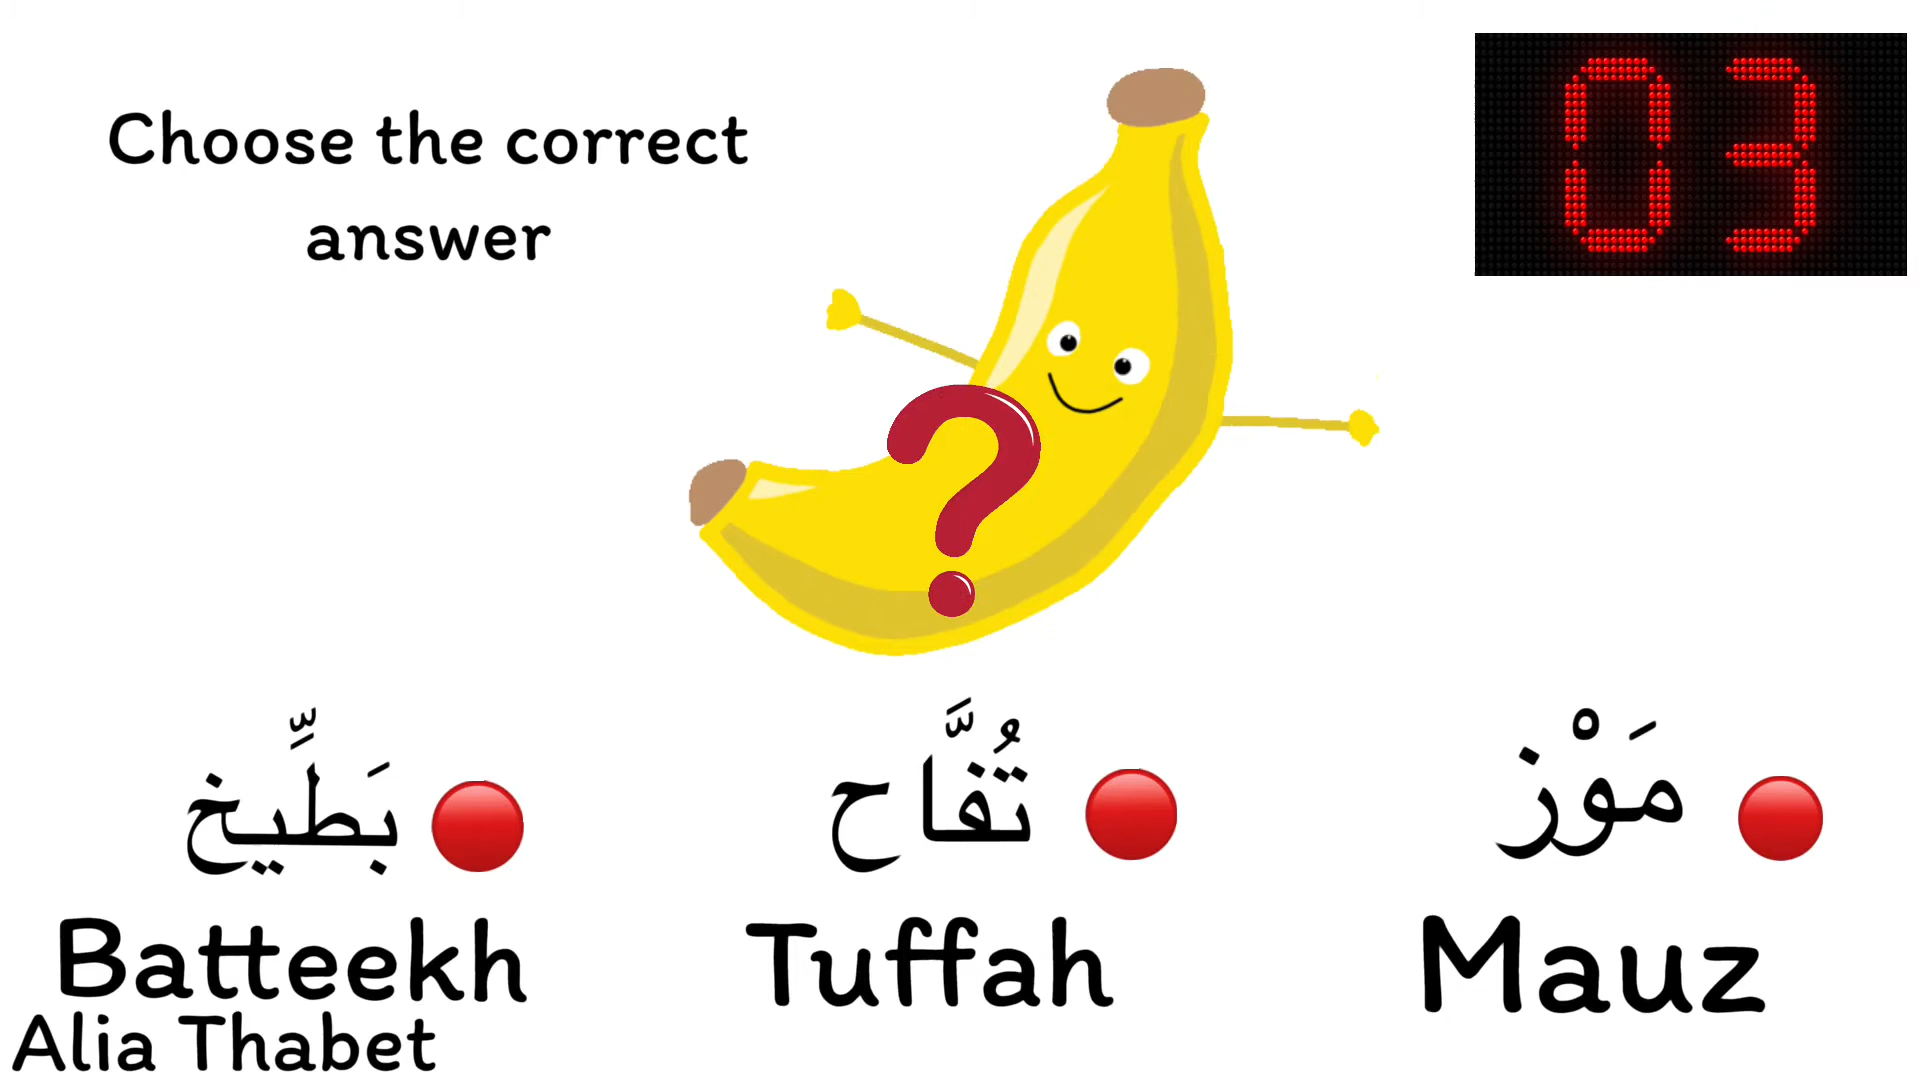 Choose the correct
answer
03
?
بَطِّيخ
تُفَّاح
مَوْز
Batteekh
Tuffah
Mauz
Alia Thabet